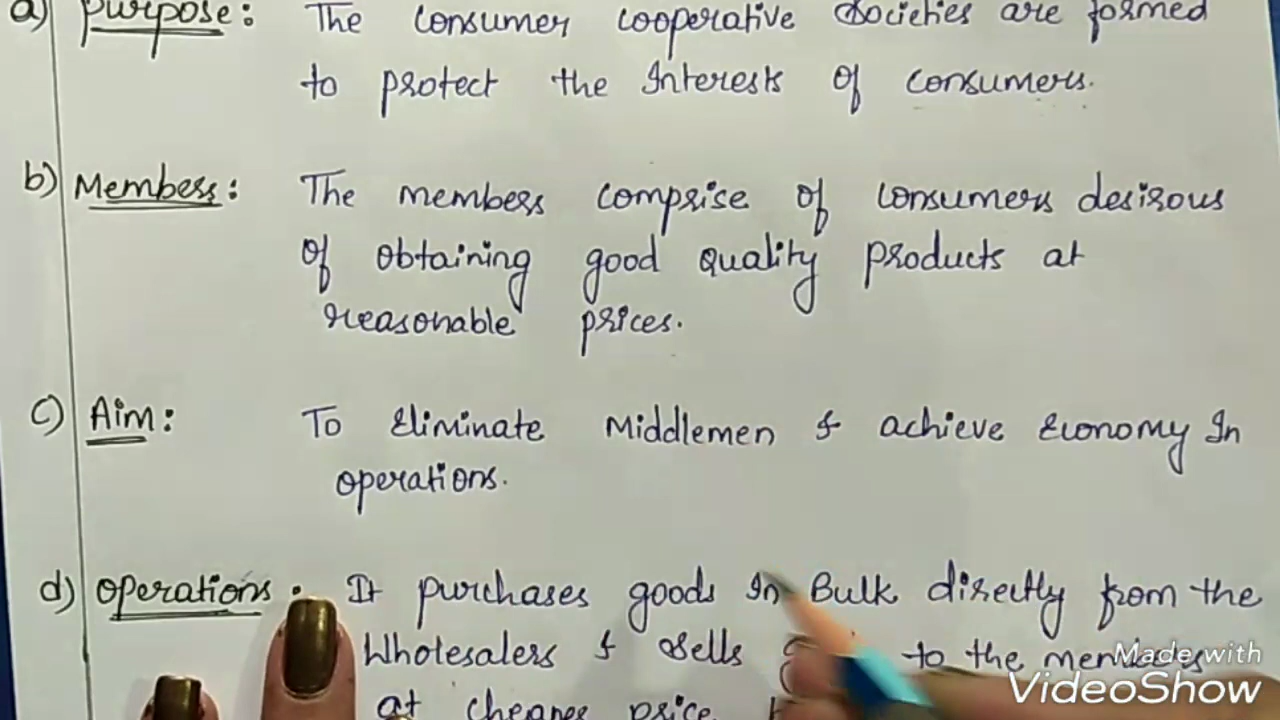 a) Purpose: The consumer cooperative Societies are formed
to protect the Interests of consumers.
b) Members: The members comprise of consumers desirous
of obtaining good quality products at
reasonable prices.
c) Aim: To Eliminate Middlemen & achieve Economy In
operations.
d) Operations: It purchases goods In Bulk directly from the
Wholesalers & Sells to the members
at cheaper price.
Made with
VideoShow